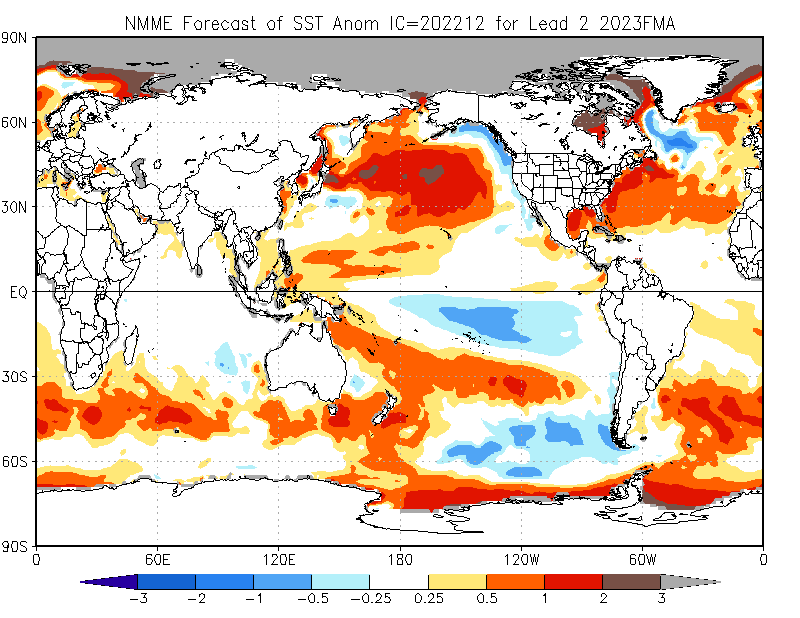 NMME Forecast of SST Anom IC=202212 for Lead 2 2023FMA
90N
60N
30N
EQ
30S
60S
90S
0 60E 120E 180 120W 60W 0
-3 -2 -1 -0.5 -0.25 0.25 0.5 1 2 3